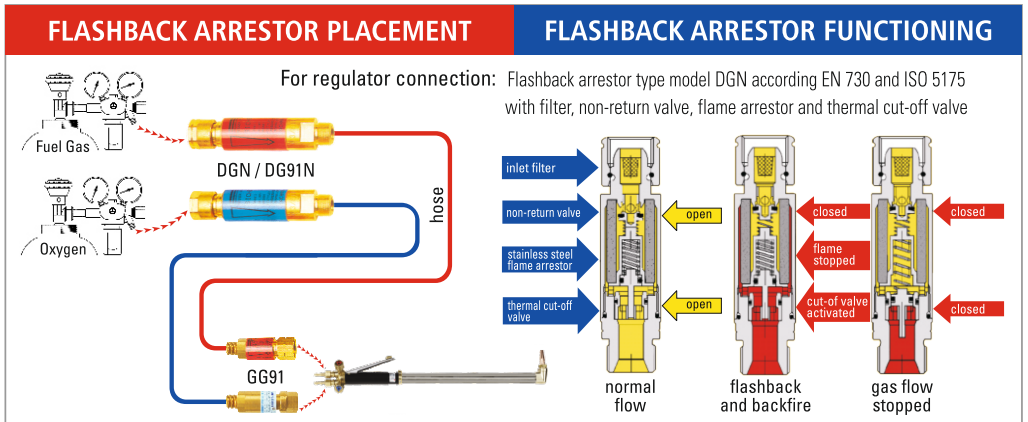 FLASHBACK ARRESTOR PLACEMENT
FLASHBACK ARRESTOR FUNCTIONING
For regulator connection: Flashback arrestor type model DGN according EN 730 and ISO 5175
with filter, non-return valve, flame arrestor and thermal cut-off valve
Fuel Gas
DGN / DG91N
Oxygen
hose
GG91
inlet filter
non-return valve
stainless steel
flame arrestor
thermal cut-off
valve
open
open
closed
flame
stopped
cut-of valve
activated
closed
closed
normal
flow
flashback
and backfire
gas flow
stopped